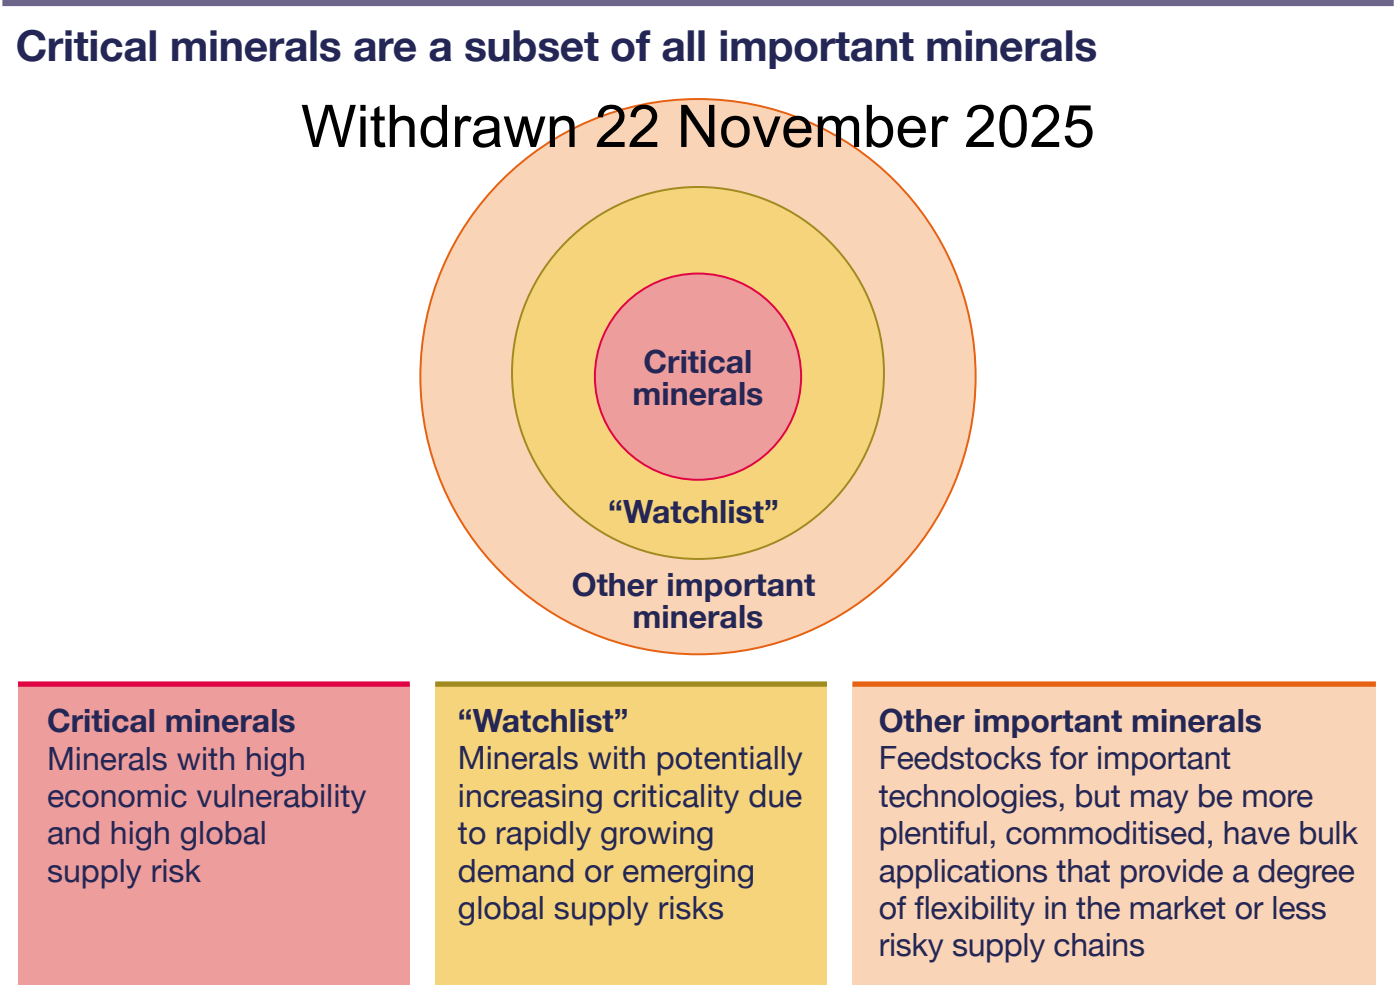 Critical minerals are a subset of all important minerals
Withdrawn 22 November 2025
Critical
minerals
“Watchlist”
Other important
minerals
Critical minerals
Minerals with high
economic vulnerability
and high global
supply risk
“Watchlist”
Minerals with potentially
increasing criticality due
to rapidly growing
demand or emerging
global supply risks
Other important minerals
Feedstocks for important
technologies, but may be more
plentiful, commoditised, have bulk
applications that provide a degree
of flexibility in the market or less
risky supply chains